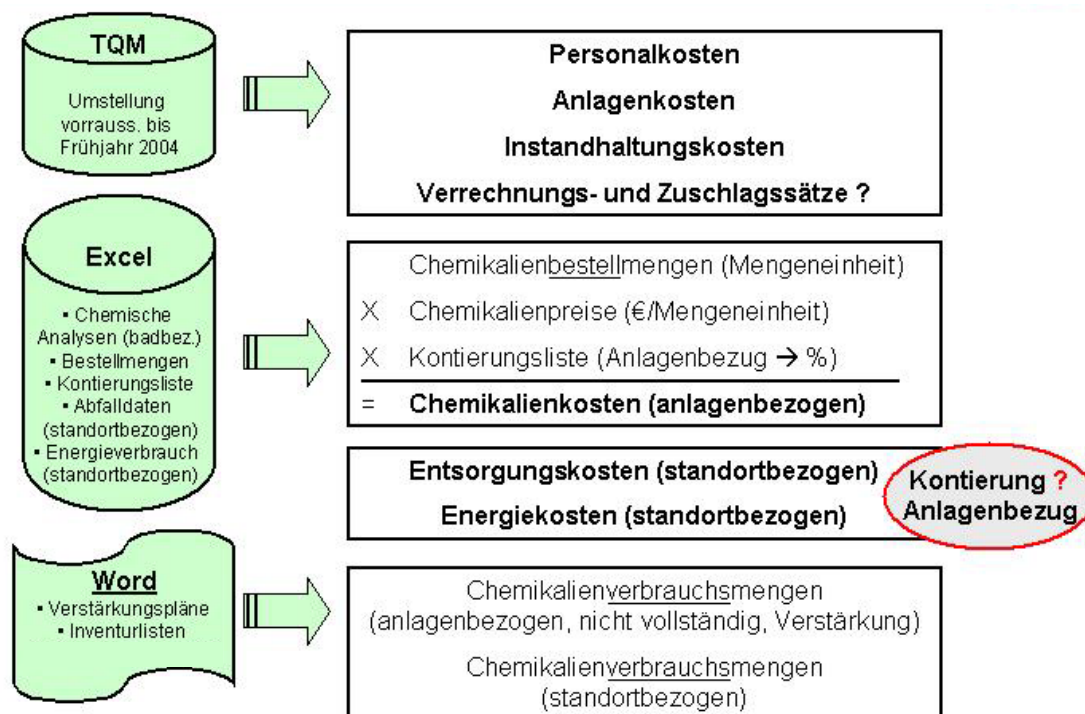 TQM
Umstellung
vorrauss. bis
Frühjahr 2004
Personalkosten
Anlagenkosten
Instandhaltungskosten
Verrechnungs- und Zuschlagssätze ?
Excel
▪ Chemische
Analysen (badbez.)
▪ Bestellmengen
▪ Kontierungsliste
▪ Abfalldaten
(standortbezogen)
▪ Energieverbrauch
(standortbezogen)
Chemikalienbestellmengen (Mengeneinheit)
X Chemikalienpreise (€/Mengeneinheit)
X Kontierungsliste (Anlagenbezug → %)
= Chemikalienkosten (anlagenbezogen)
Entsorgungskosten (standortbezogen)
Energiekosten (standortbezogen)
Kontierung ?
Anlagenbezug
Word
▪ Verstärkungspläne
▪ Inventurlisten
Chemikalienverbrauchsmengen
(anlagenbezogen, nicht vollständig, Verstärkung)
Chemikalienverbrauchsmengen
(standortbezogen)